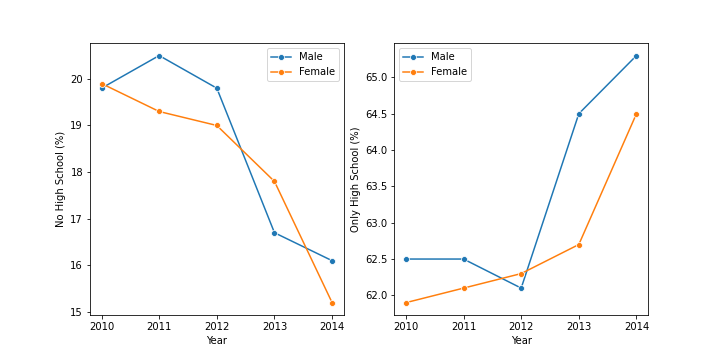 No High School (%)
20
19
18
17
16
15
Male
Female
2010
2011
2012
2013
2014
Year
Only High School (%)
65.0
64.5
64.0
63.5
63.0
62.5
62.0
Male
Female
2010
2011
2012
2013
2014
Year